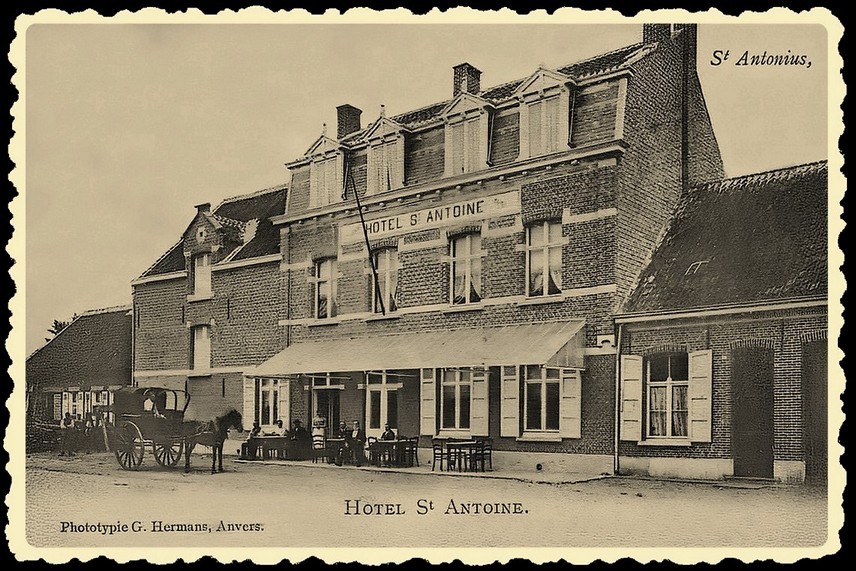 St Antonius,
HOTEL ST ANTOINE
HOTEL St ANTOINE.
Phototypie G. Hermans, Anvers.